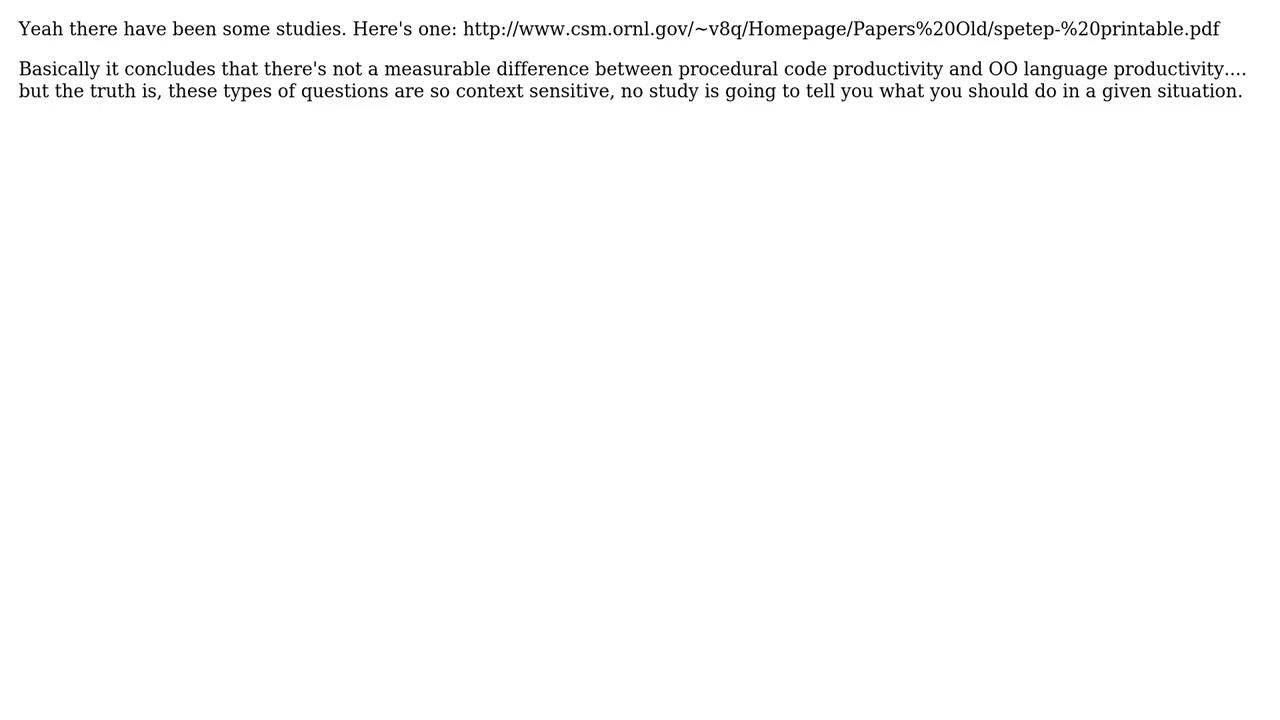 Yeah there have been some studies. Here's one: http://www.csm.ornl.gov/~v8q/Homepage/Papers%20Old/spetep-%20printable.pdf
Basically it concludes that there's not a measurable difference between procedural code productivity and OO language productivity....
but the truth is, these types of questions are so context sensitive, no study is going to tell you what you should do in a given situation.